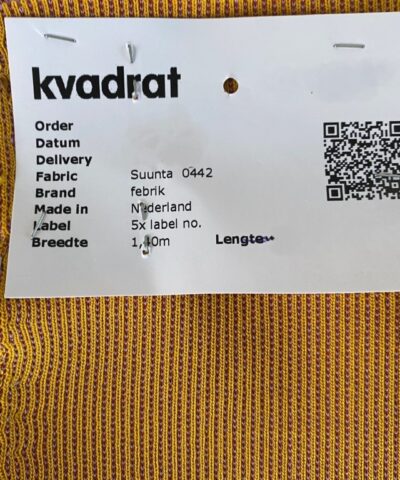 kvadrat
Order
Datum
Delivery
Fabric Suunta 0442
Brand febrik
Made in Nederland
Label 5x label no.
Breedte 1,40m Lengte